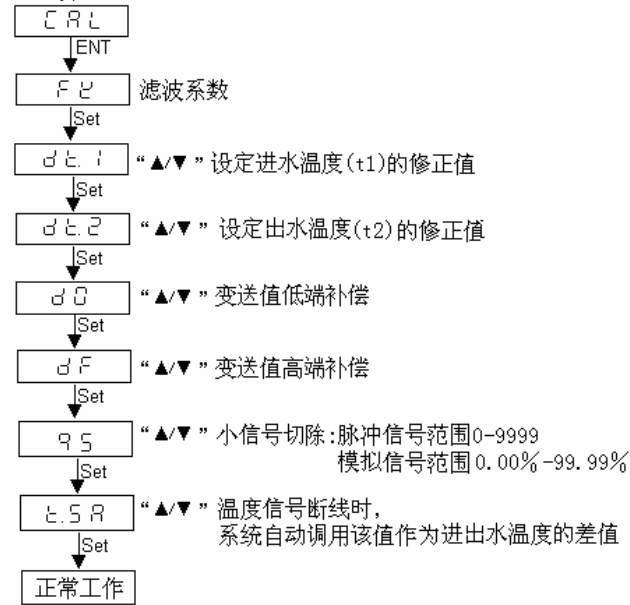 CAL
ENT
FV 滤波系数
Set
dt.1 “▲/▼ ”设定进水温度(t1)的修正值
Set
dt.2 “▲/▼ ” 设定出水温度(t2)的修正值
Set
d0 “▲/▼ ” 变送值低端补偿
Set
dF “▲/▼ ” 变送值高端补偿
Set
qS “▲/▼ ” 小信号切除:脉冲信号范围0-9999
模拟信号范围0.00%-99.99%
Set
t.SA “▲/▼ ” 温度信号断线时,
系统自动调用该值作为进出水温度的差值
Set
正常工作